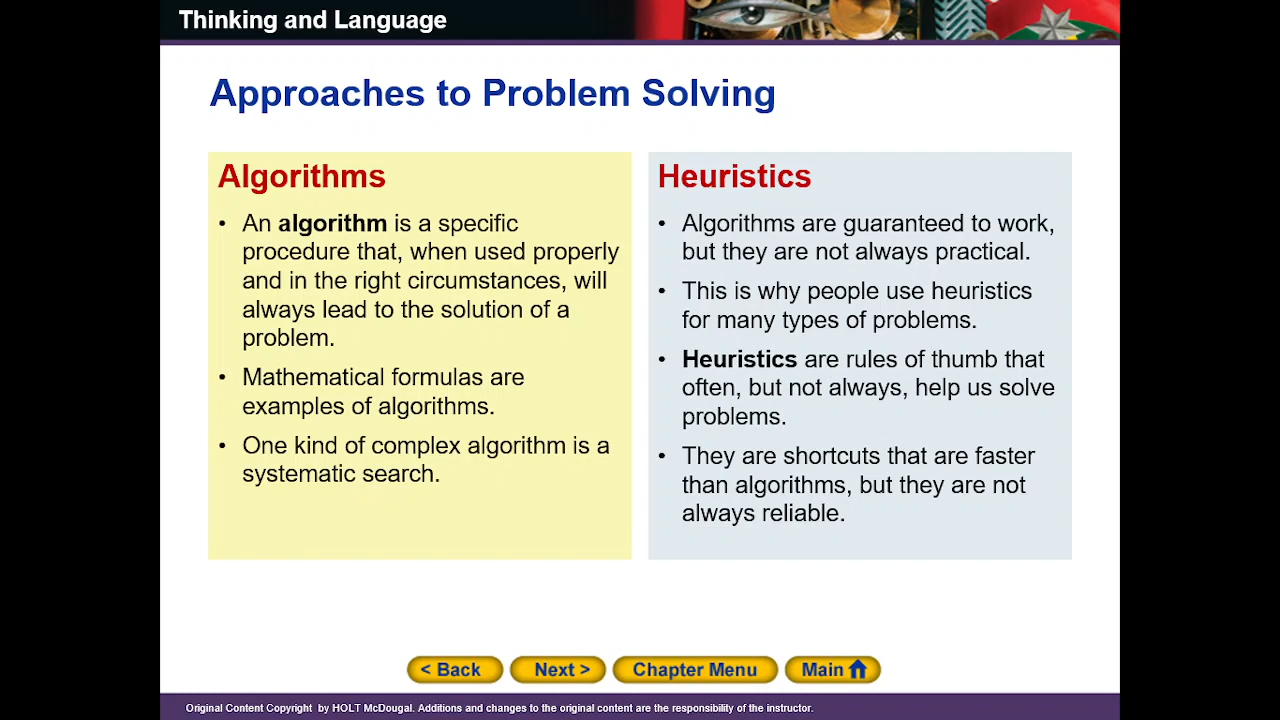 Thinking and Language
Approaches to Problem Solving
Algorithms
• An algorithm is a specific
procedure that, when used properly
and in the right circumstances, will
always lead to the solution of a
problem.
• Mathematical formulas are
examples of algorithms.
• One kind of complex algorithm is a
systematic search.
Heuristics
• Algorithms are guaranteed to work,
but they are not always practical.
• This is why people use heuristics
for many types of problems.
• Heuristics are rules of thumb that
often, but not always, help us solve
problems.
• They are shortcuts that are faster
than algorithms, but they are not
always reliable.
< Back Next > Chapter Menu Main
Original Content Copyright by HOLT McDougal. Additions and changes to the original content are the responsibility of the instructor.